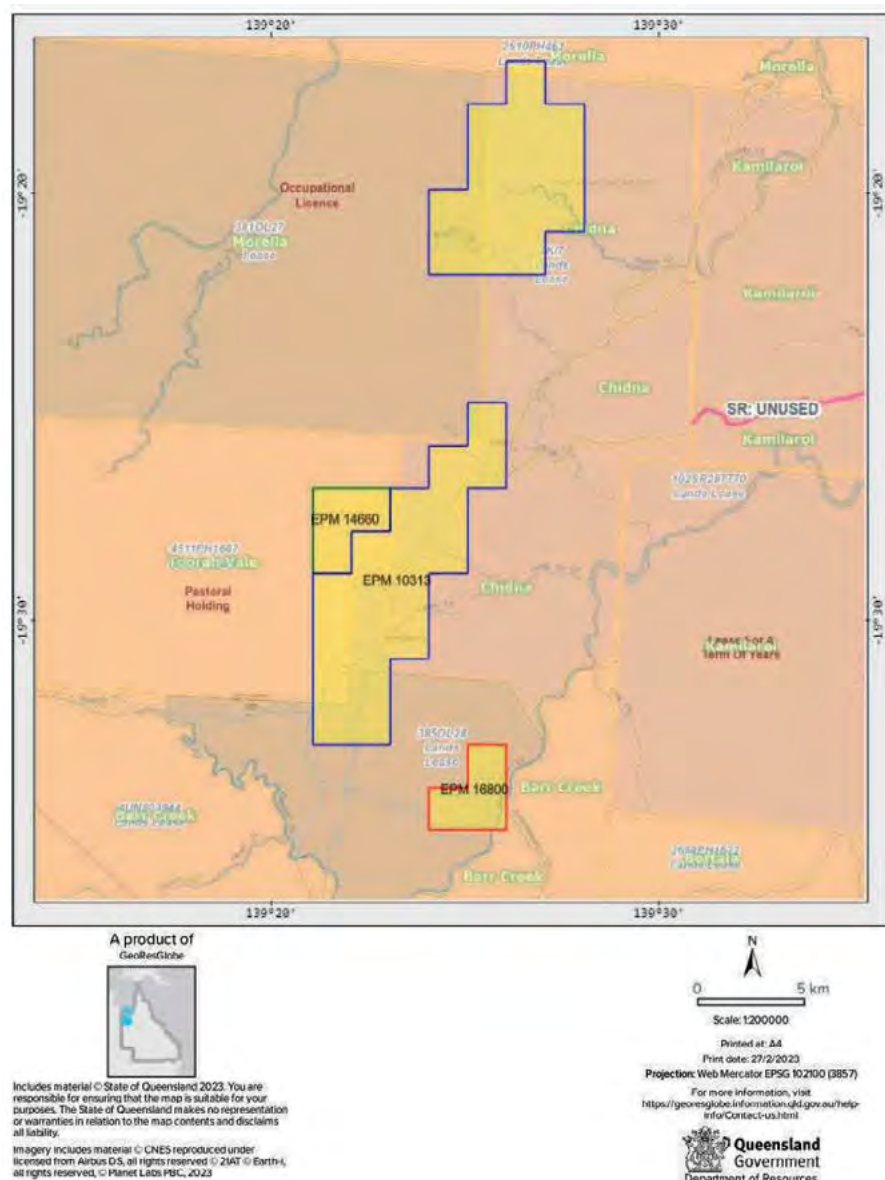 139°20'
139°30'
Morella
Morella
Kamilaroi
-19°20'
-19°20'
Occupational
Licence
Morella
Lease
Chidna
Lands
Lease
Kamilaroi
Chidna
SR: UNUSED
Kamilaroi
EPM 14660
Lands Lease
EPM 10313
Pastoral
Holding
Chidna
-19°30'
-19°30'
Lease For A
Kamilaroi
Term Of Years
Lands
Lease
EPM 16800
Barr Creek
Barr Creek
Lands Lease
Lands Lease
Barr Creek
139°20'
139°30'
A product of
GeoResGlobe
N
0 5 km
Scale: 1:200000
Printed at: A4
Print date: 27/2/2023
Projection: Web Mercator EPSG 102100 (3857)
For more information, visit
https://georesglobe.information.qld.gov.au/help-
info/Contact-us.html
Includes material © State of Queensland 2023. You are
responsible for ensuring that the map is suitable for your
purposes. The State of Queensland makes no representation
or warranties in relation to the map contents and disclaims
all liability.
Imagery includes material © CNES reproduced under
licensed from Airbus DS, all rights reserved © 21AT © Earth-i,
all rights reserved, © Planet Labs PBC, 2023
Queensland
Government
Department of Resources